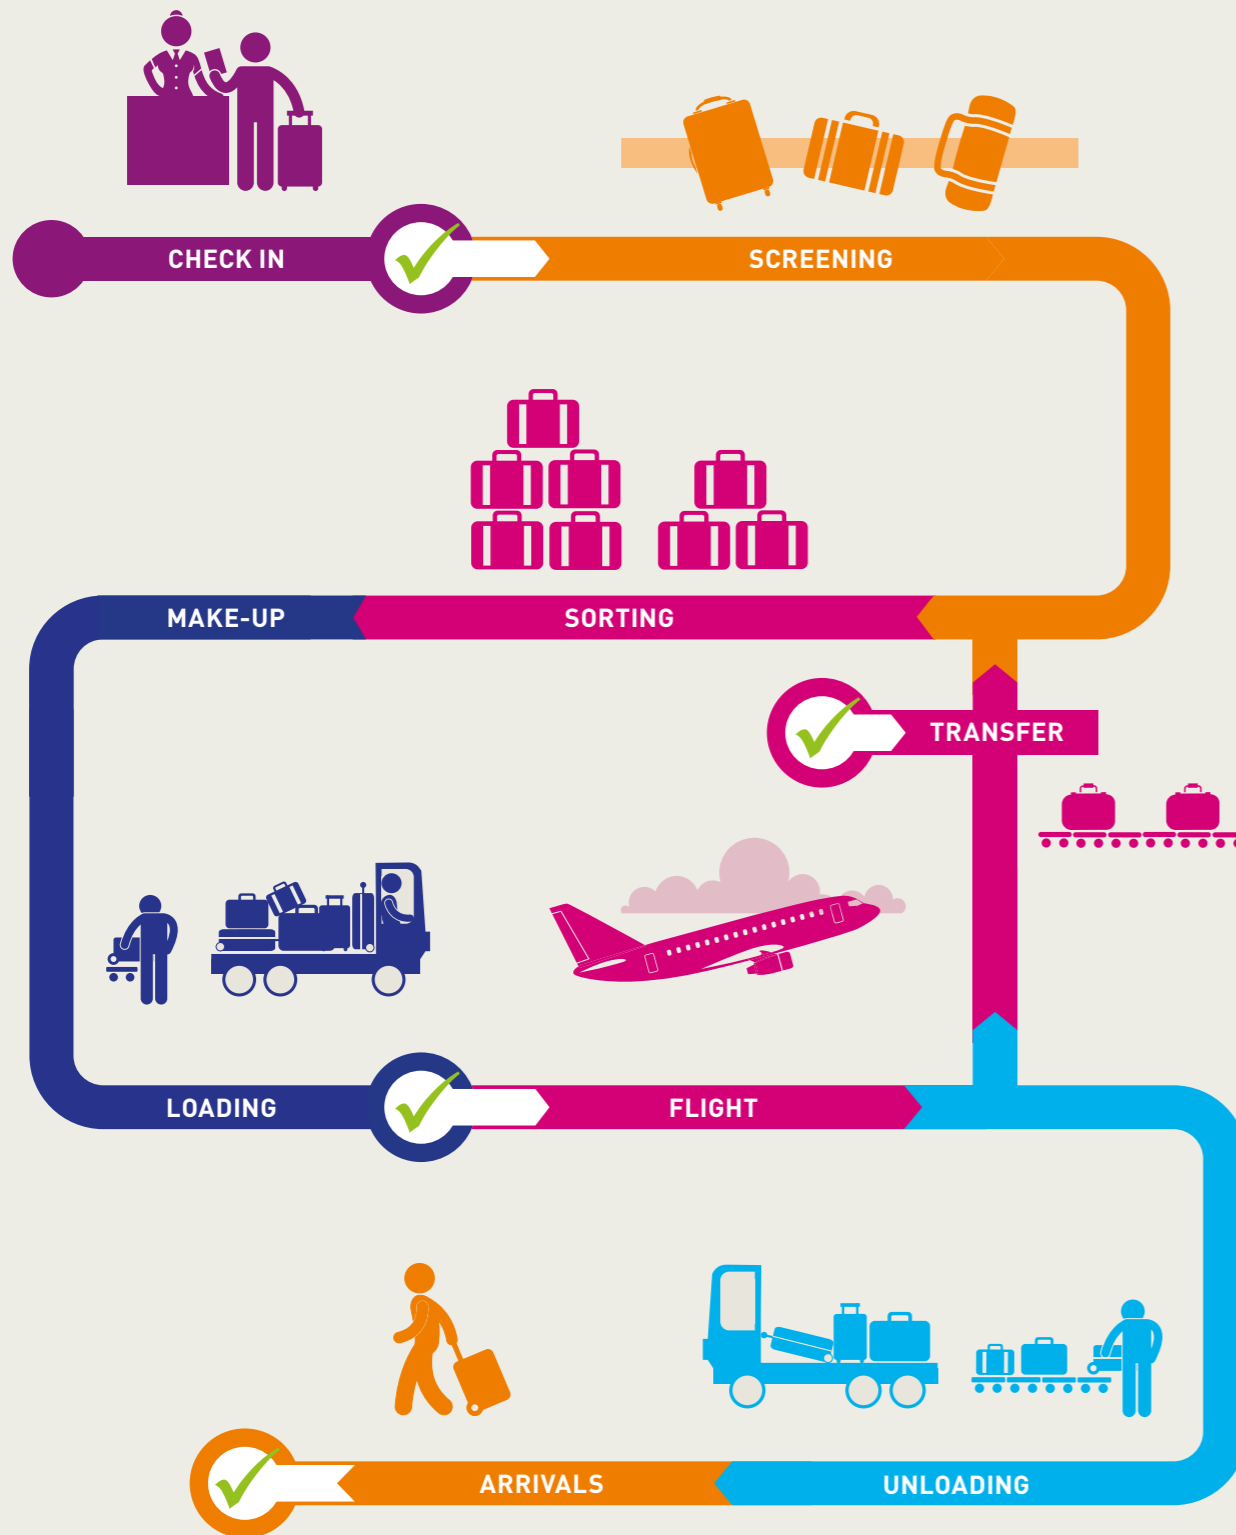 CHECK IN
SCREENING
MAKE-UP
SORTING
TRANSFER
LOADING
FLIGHT
ARRIVALS
UNLOADING